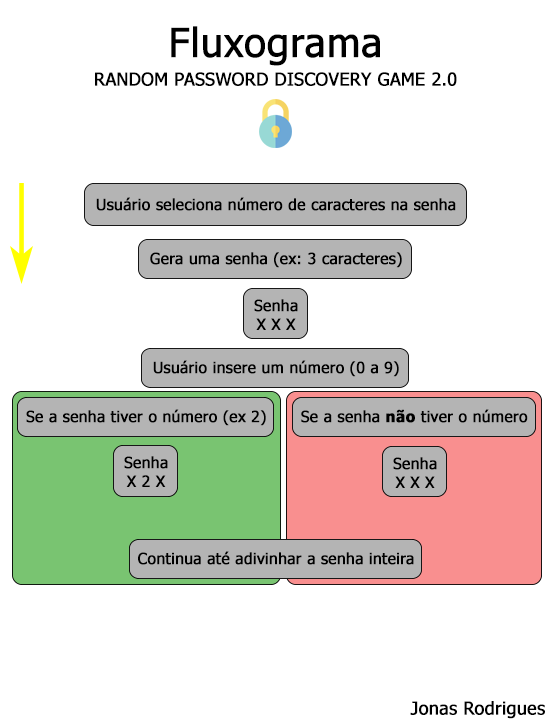 Fluxograma
RANDOM PASSWORD DISCOVERY GAME 2.0
Usuário seleciona número de caracteres na senha
Gera uma senha (ex: 3 caracteres)
Senha
X X X
Usuário insere um número (0 a 9)
Se a senha tiver o número (ex 2)
Senha
X 2 X
Se a senha não tiver o número
Senha
X X X
Continua até adivinhar a senha inteira
Jonas Rodrigues